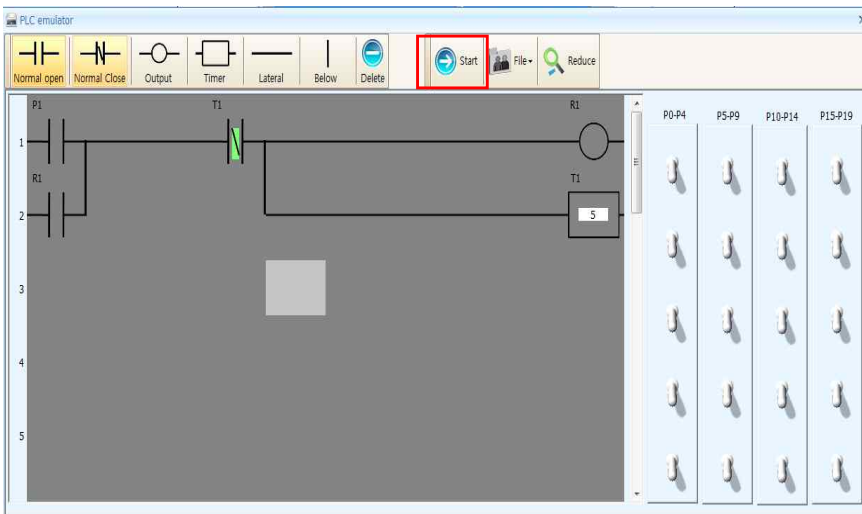 PLC emulator
Normal open Normal Close Output Timer Lateral Below Delete Start File Reduce
P1 T1 R1
1
R1 T1
2 5
3
4
5
P0-P4 P5-P9 P10-P14 P15-P19